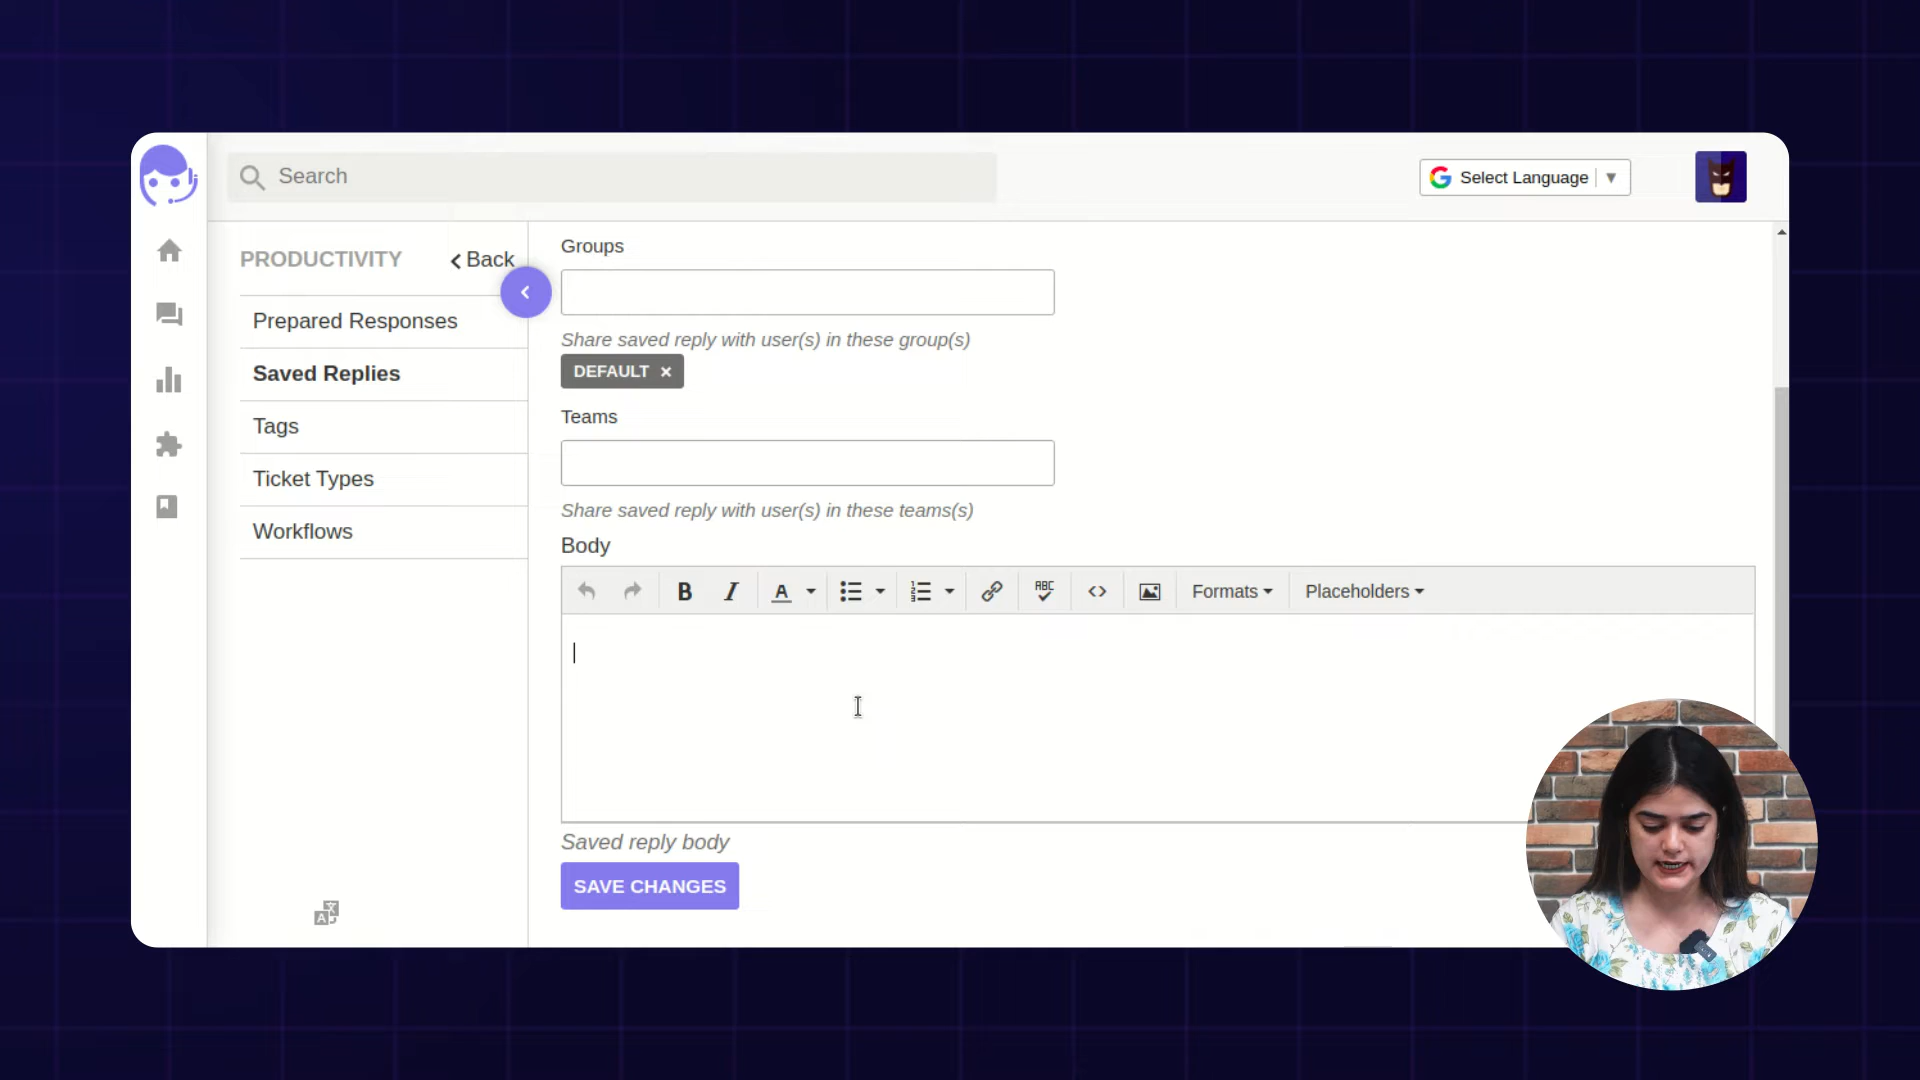 Search
Select Language ▼
PRODUCTIVITY
Back
Prepared Responses
Saved Replies
Tags
Ticket Types
Workflows
Groups
Share saved reply with user(s) in these group(s)
DEFAULT ×
Teams
Share saved reply with user(s) in these teams(s)
Body
B I A ABC Formats Placeholders
Saved reply body
SAVE CHANGES